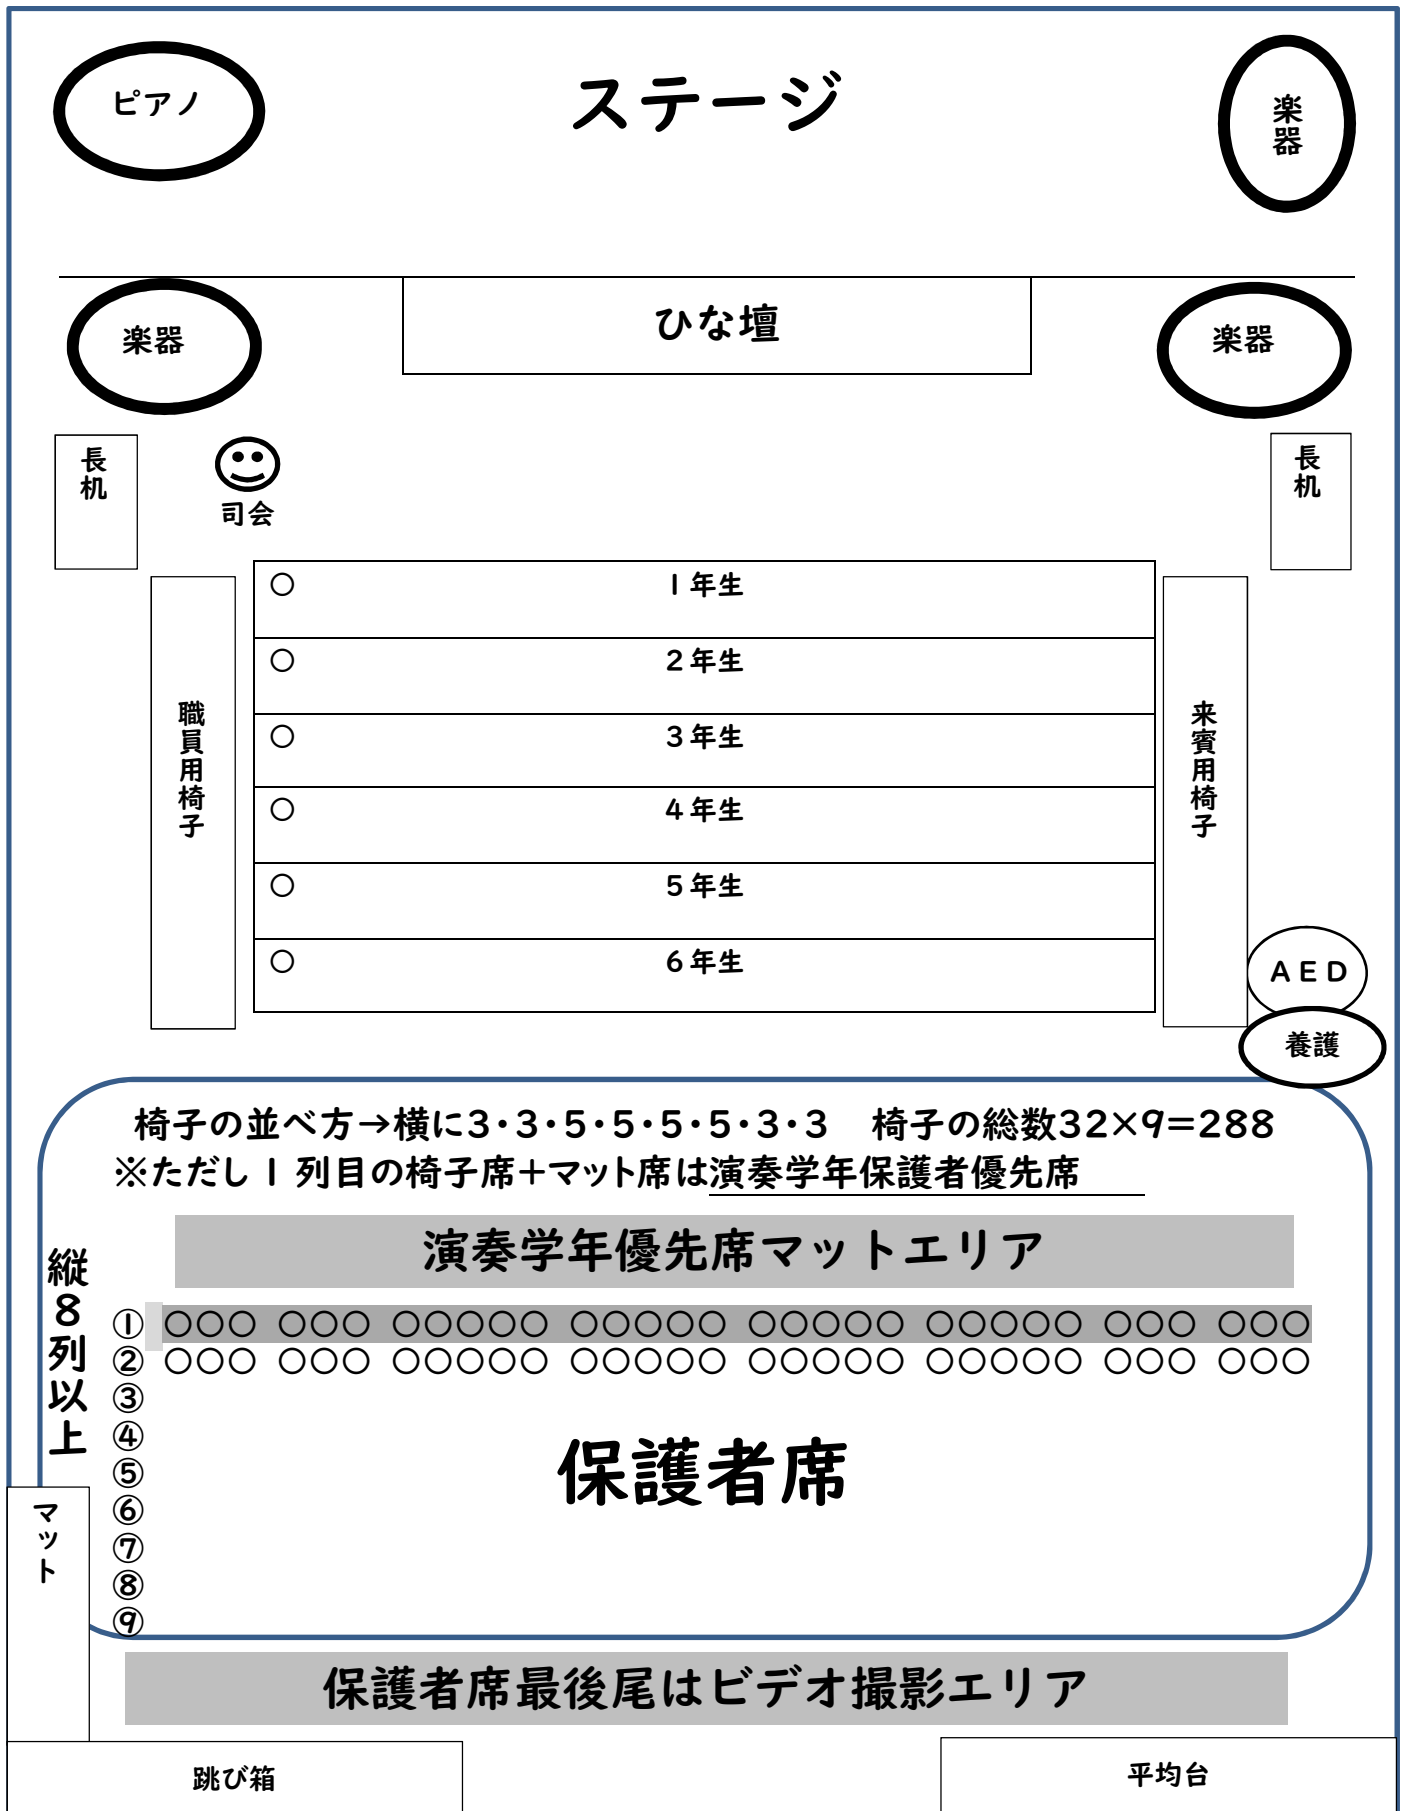 ピアノ
ステージ
楽器
ひな壇
楽器
楽器
長机
司会
長机
職員用椅子
○ 1年生
○ 2年生
○ 3年生
○ 4年生
○ 5年生
○ 6年生
来賓用椅子
AED
養護
椅子の並べ方→横に3・3・5・5・5・5・3・3　椅子の総数32×9=288
※ただし1列目の椅子席+マット席は演奏学年保護者優先席
演奏学年優先席マットエリア
縦8列以上
① ○○○ ○○○ ○○○○○ ○○○○○ ○○○○○ ○○○○○ ○○○ ○○○
② ○○○ ○○○ ○○○○○ ○○○○○ ○○○○○ ○○○○○ ○○○ ○○○
③
④
⑤
⑥
⑦
⑧
⑨
保護者席
マット
保護者席最後尾はビデオ撮影エリア
跳び箱
平均台